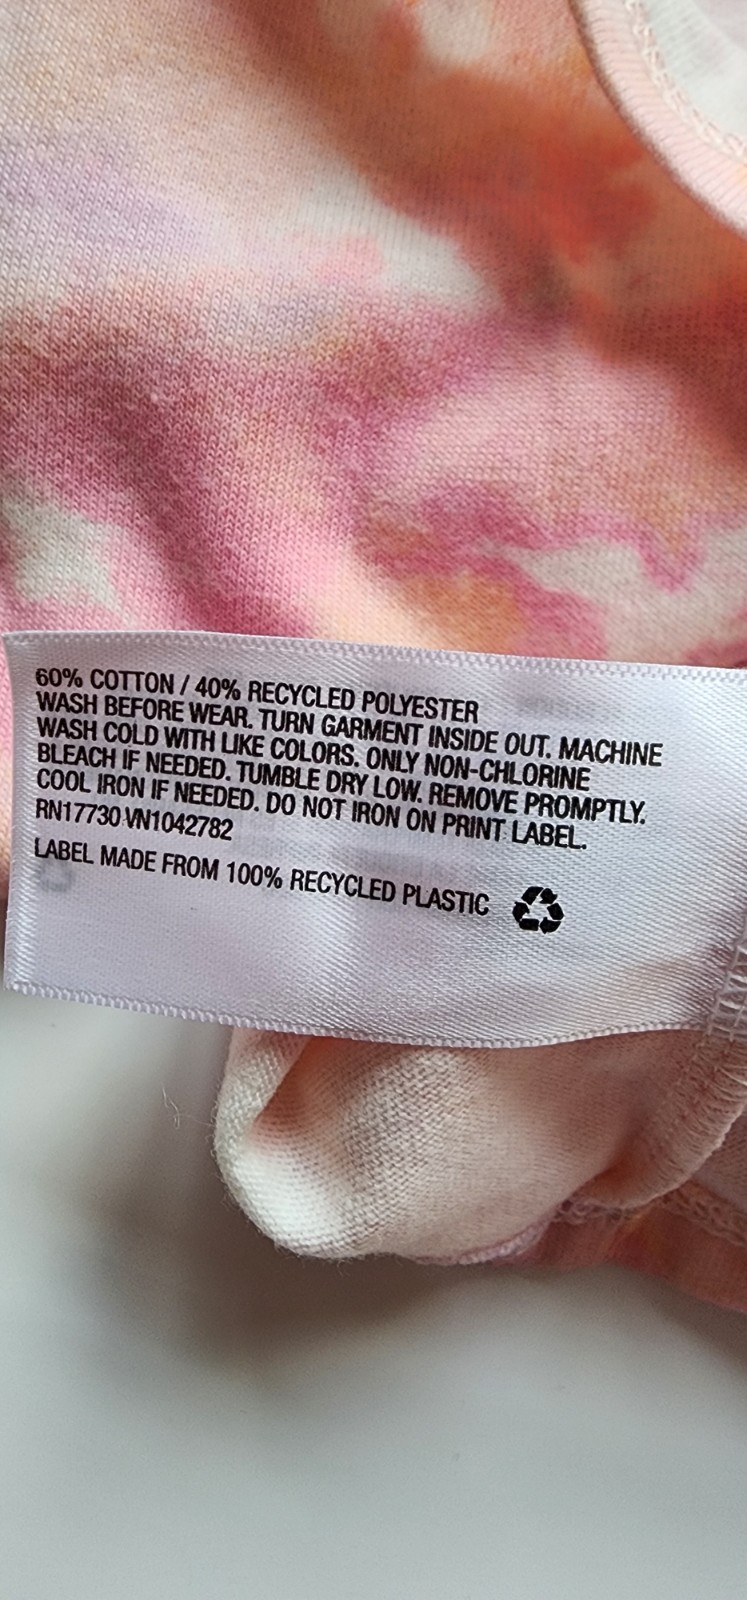 60% COTTON / 40% RECYCLED POLYESTER
WASH BEFORE WEAR. TURN GARMENT INSIDE OUT. MACHINE
WASH COLD WITH LIKE COLORS. ONLY NON-CHLORINE
BLEACH IF NEEDED. TUMBLE DRY LOW. REMOVE PROMPTLY.
COOL IRON IF NEEDED. DO NOT IRON ON PRINT LABEL.
RN17730 VN1042782
LABEL MADE FROM 100% RECYCLED PLASTIC